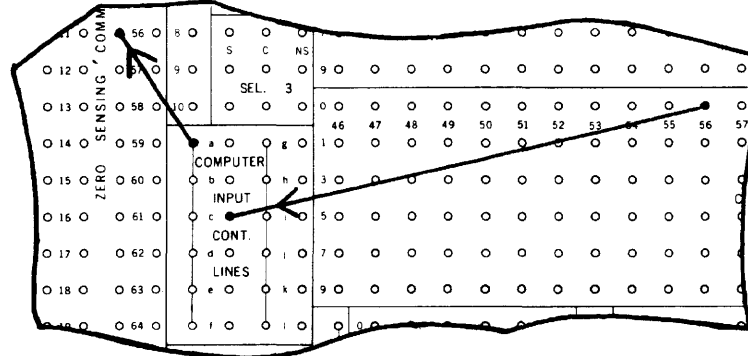 56 8
S C NS
12 57 9 9
SEL. 3
13 58 10 0
46 47 48 49 50 51 52 53 54 55 56 57
14 59 a g 1
COMPUTER
15 60 b h 3
INPUT
16 61 c i 5
CONT.
17 62 d j 7
LINES
18 63 e k 9
19 64 f l
ZERO SENSING COMM